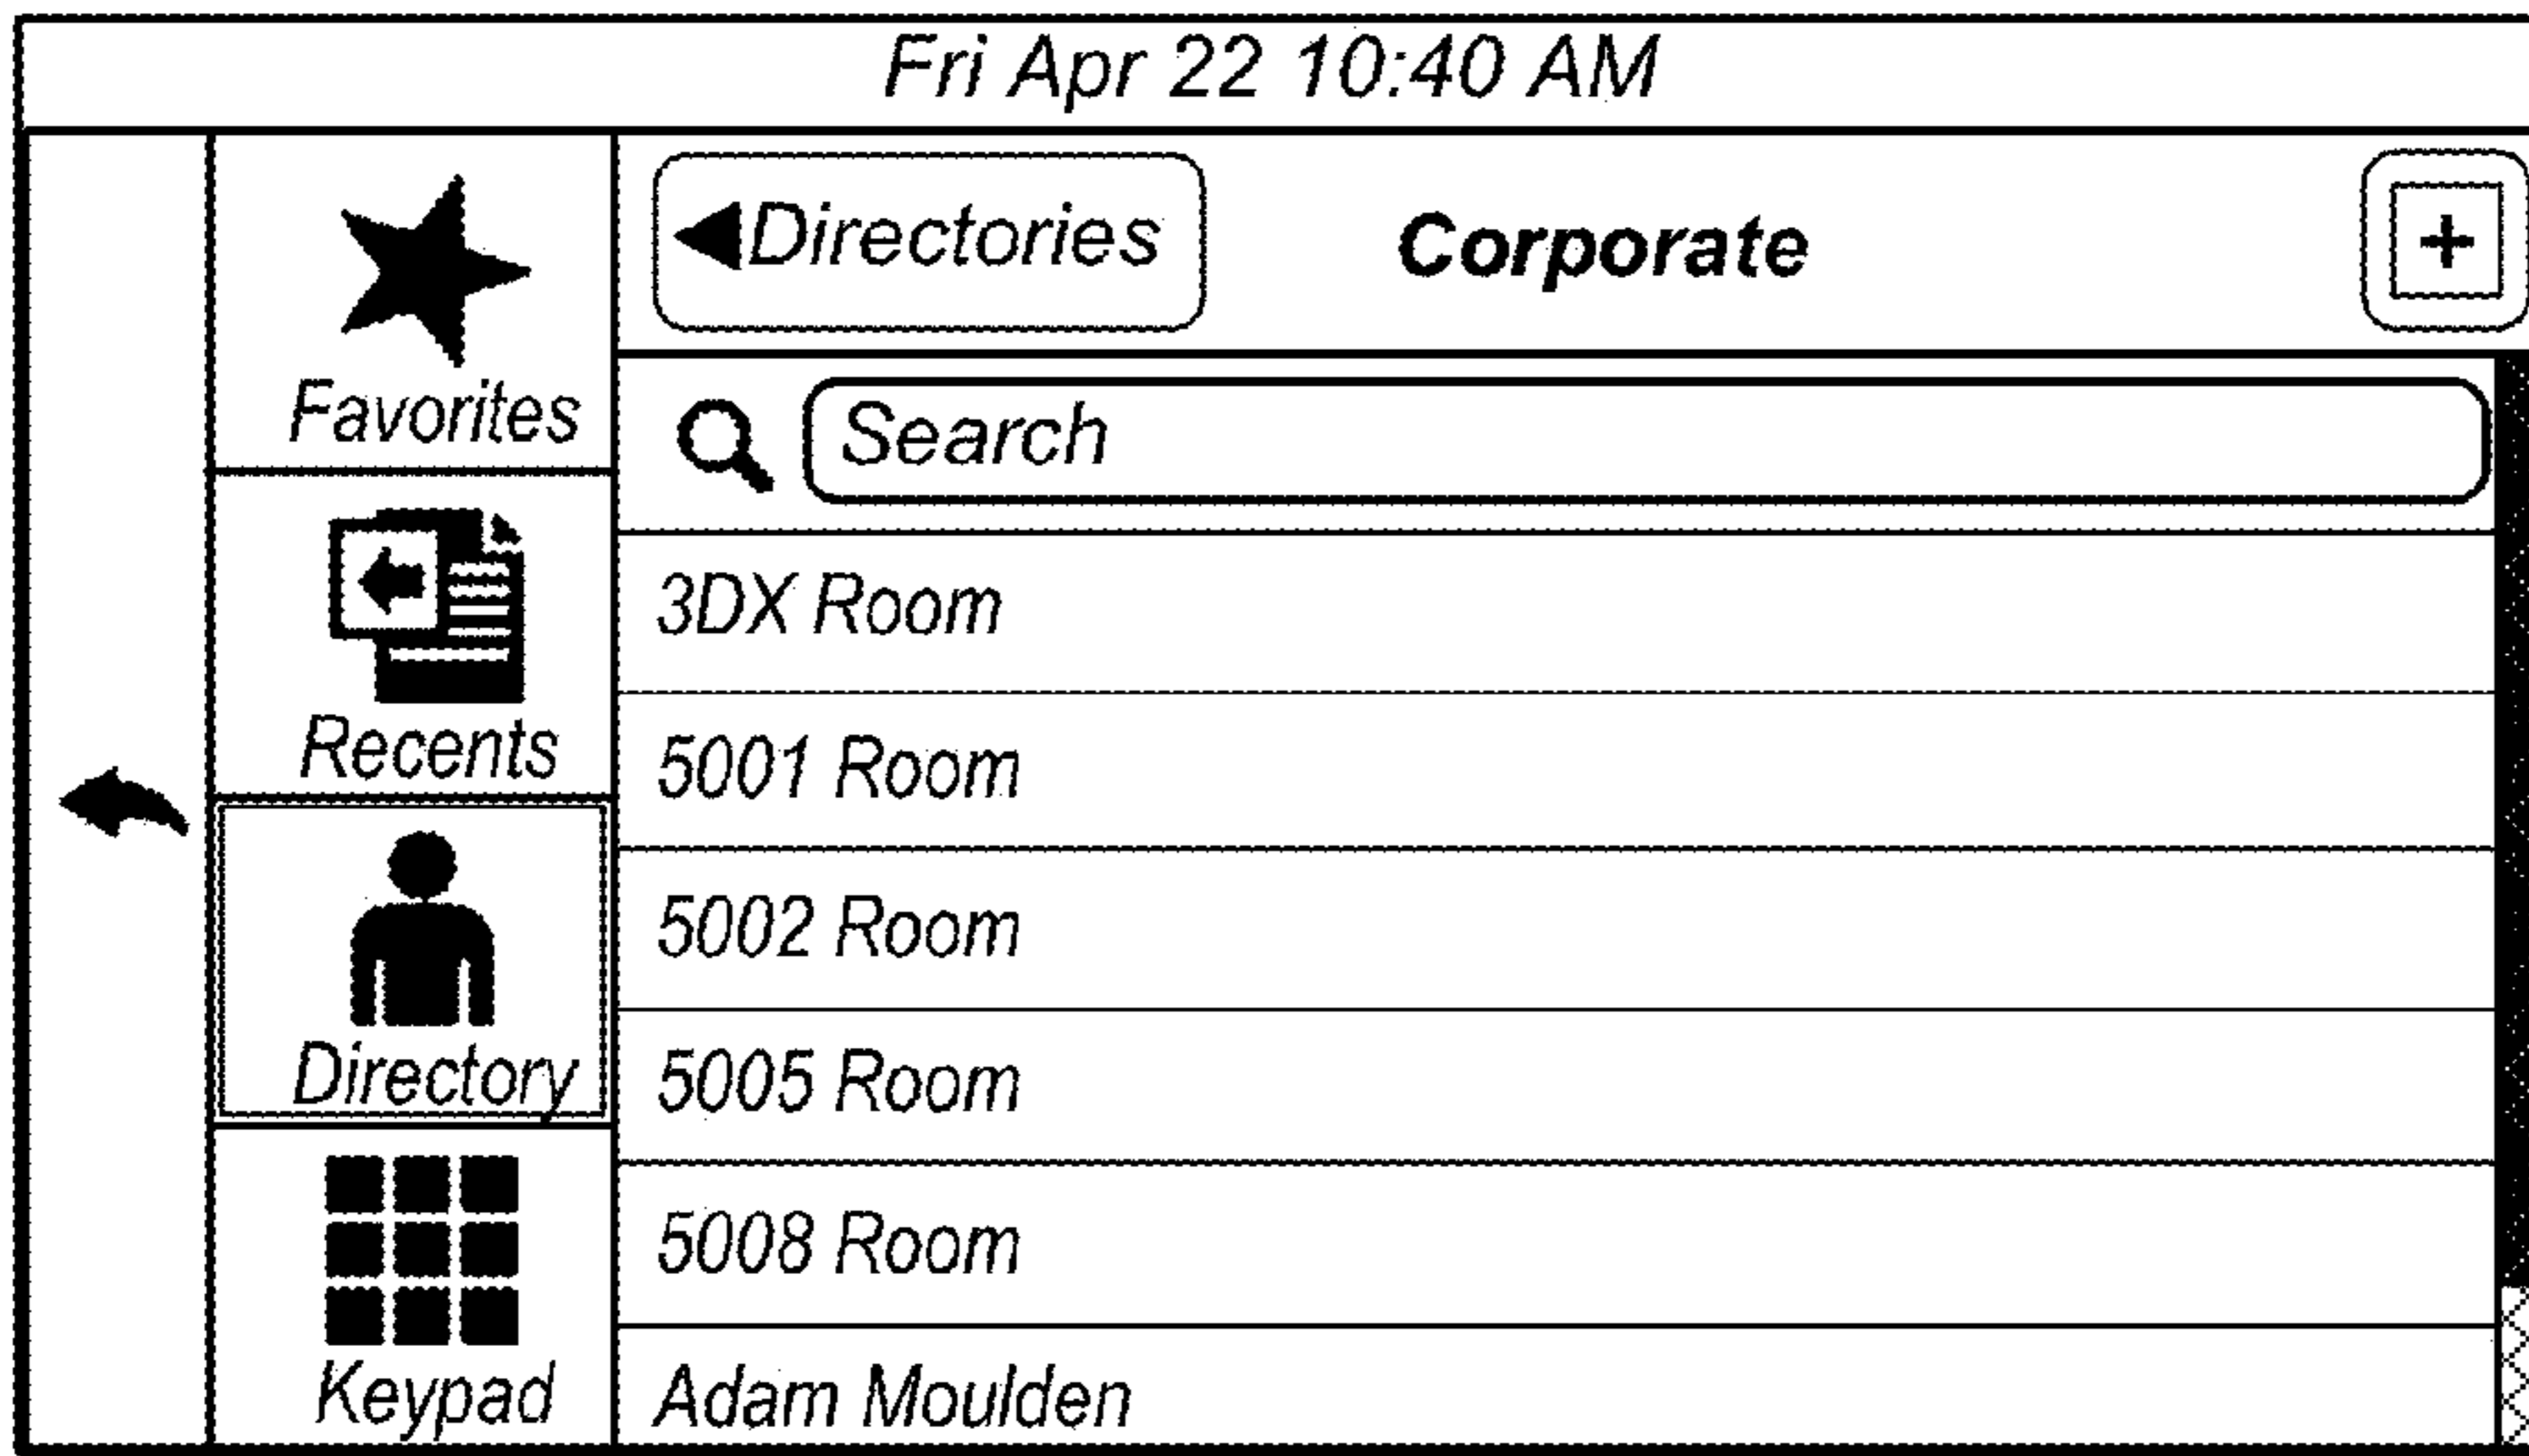 Fri Apr 22 10:40 AM
Favorites
Recents
Directory
Keypad
Directories
Corporate
+
Search
3DX Room
5001 Room
5002 Room
5005 Room
5008 Room
Adam Moulden